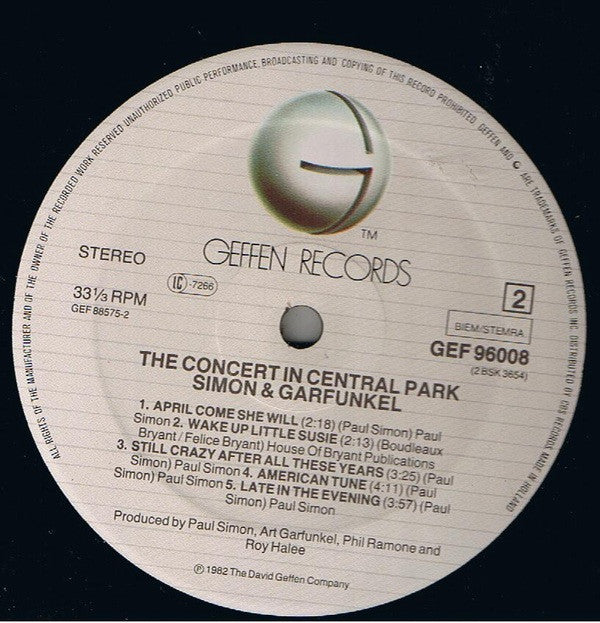 ALL RIGHTS OF THE MANUFACTURER AND OF THE OWNER OF THE RECORDED WORK RESERVED. UNAUTHORIZED PUBLIC PERFORMANCE, BROADCASTING AND COPYING OF THIS RECORD PROHIBITED. GEFFEN AND G ARE TRADEMARKS OF GEFFEN RECORDS INC. DISTRIBUTED BY CBS RECORDS MADE IN HOLLAND
G
TM
GEFFEN RECORDS
STEREO
LC-7266
2
33⅓ RPM
GEF 88575-2
BIEM/STEMRA
GEF 96008
(2 BSK 3654)
THE CONCERT IN CENTRAL PARK
SIMON & GARFUNKEL
1. APRIL COME SHE WILL (2:18) (Paul Simon) Paul
Simon 2. WAKE UP LITTLE SUSIE (2:13) (Boudleaux
Bryant/Felice Bryant) House Of Bryant Publications
3. STILL CRAZY AFTER ALL THESE YEARS (3:25) (Paul
Simon) Paul Simon 4. AMERICAN TUNE (4:11) (Paul
Simon) Paul Simon 5. LATE IN THE EVENING (3:57) (Paul
Simon) Paul Simon
Produced by Paul Simon, Art Garfunkel, Phil Ramone and
Roy Halee
℗ 1982 The David Geffen Company